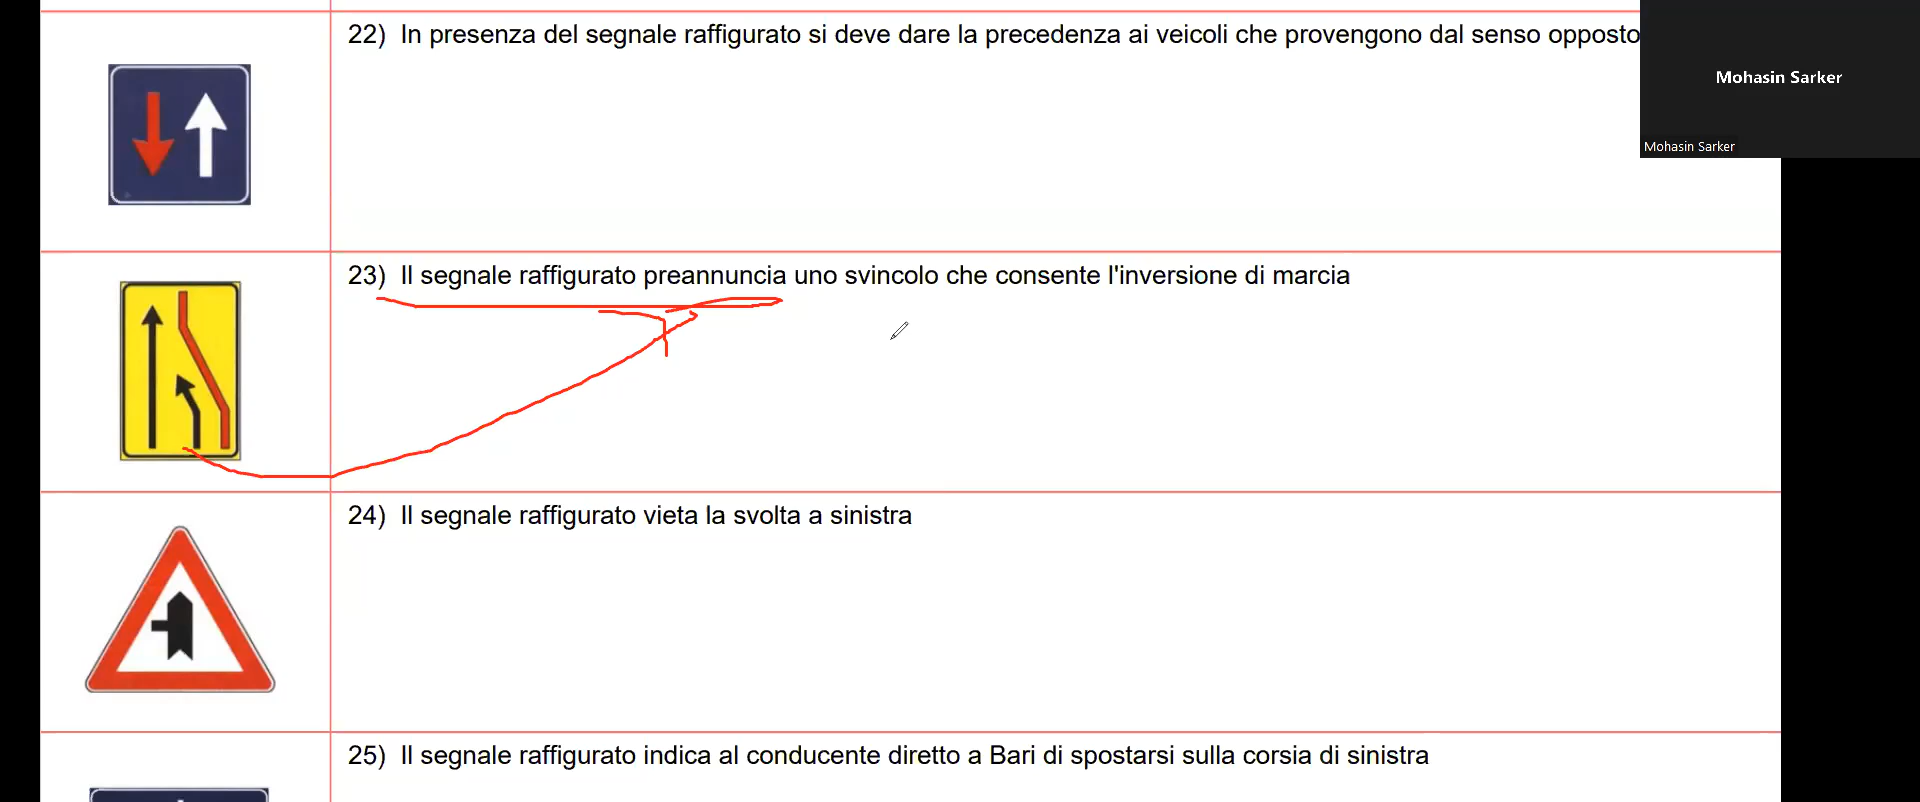 22) In presenza del segnale raffigurato si deve dare la precedenza ai veicoli che provengono dal senso opposto
Mohasin Sarker
Mohasin Sarker
23) Il segnale raffigurato preannuncia uno svincolo che consente l'inversione di marcia
24) Il segnale raffigurato vieta la svolta a sinistra
25) Il segnale raffigurato indica al conducente diretto a Bari di spostarsi sulla corsia di sinistra